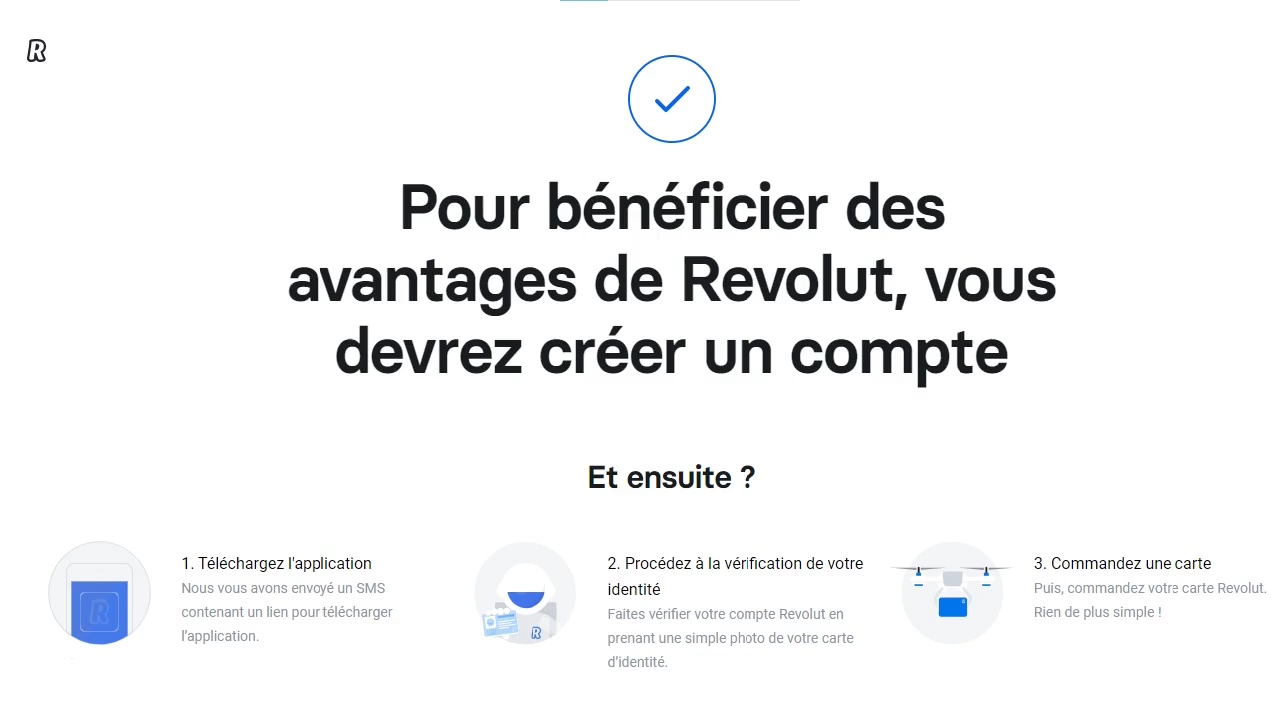 R
Pour bénéficier des
avantages de Revolut, vous
devrez créer un compte
Et ensuite ?
1. Téléchargez l'application
Nous vous avons envoyé un SMS
contenant un lien pour télécharger
l'application.
R
2. Procédez à la vérification de votre
identité
Faites vérifier votre compte Revolut en
prenant une simple photo de votre carte
d'identité.
R
3. Commandez une carte
Puis, commandez votre carte Revolut.
Rien de plus simple !